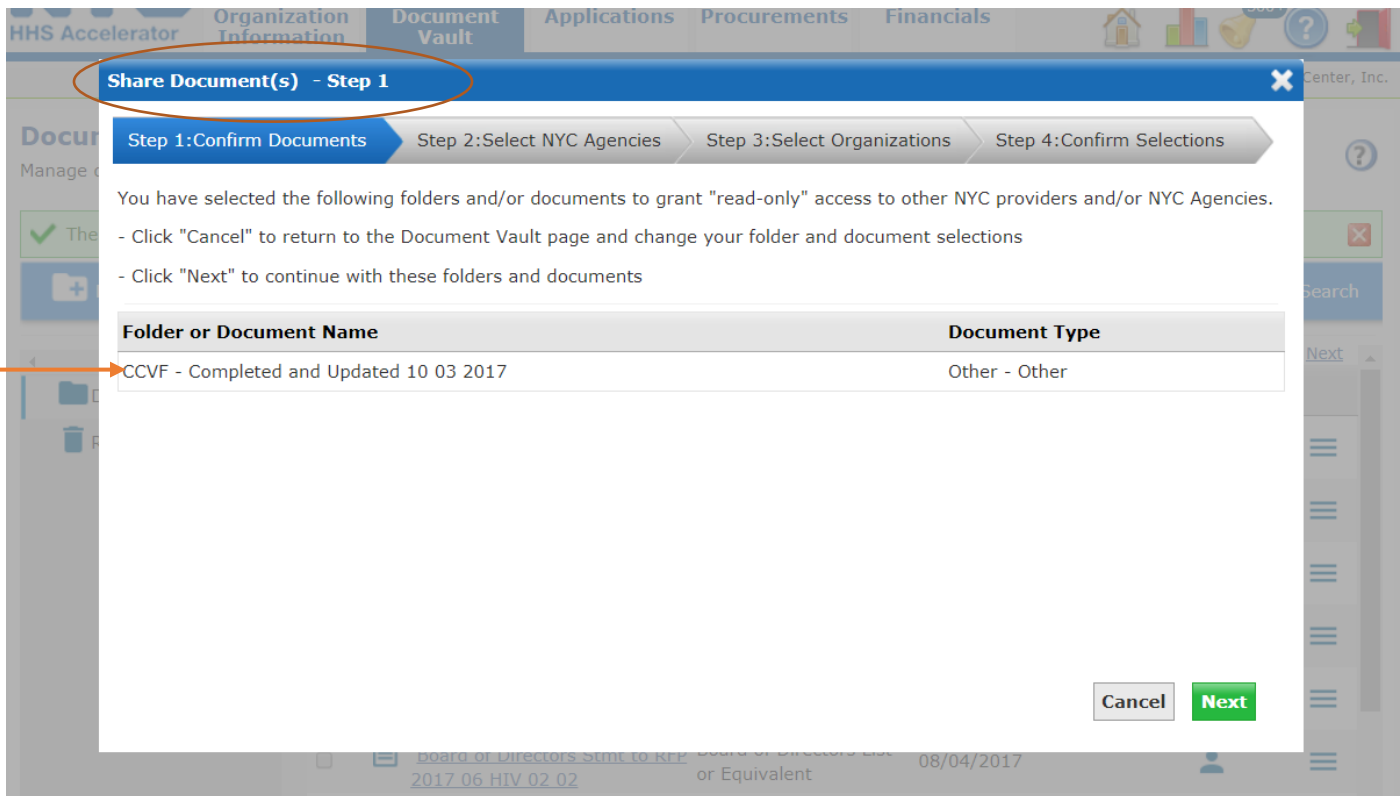 Organization Information
Document Vault
Applications
Procurements
Financials
HHS Accelerator
Share Document(s) - Step 1
Center, Inc.
Docum
Manage
Step 1:Confirm Documents
Step 2:Select NYC Agencies
Step 3:Select Organizations
Step 4:Confirm Selections
You have selected the following folders and/or documents to grant "read-only" access to other NYC providers and/or NYC Agencies.
The
- Click "Cancel" to return to the Document Vault page and change your folder and document selections
- Click "Next" to continue with these folders and documents
Search
Folder or Document Name
Document Type
Next
CCVF - Completed and Updated 10 03 2017
Other - Other
Cancel
Next
Board of Directors Stmt to RFP
2017 06 HIV 02 02
Board of Directors List
or Equivalent
08/04/2017